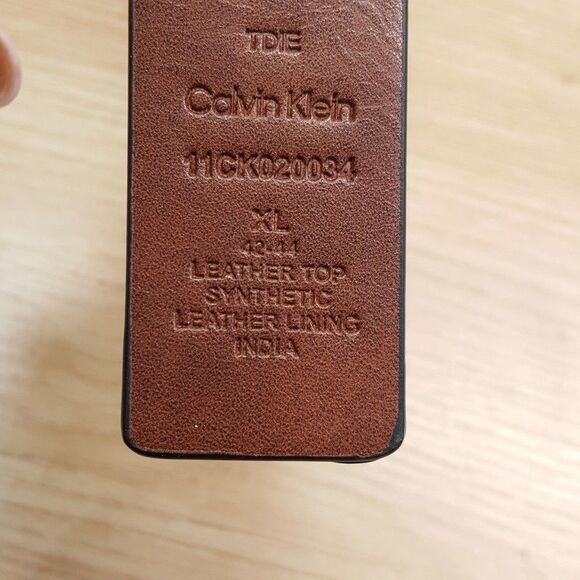 TDIE
Calvin Klein
11CK020034
XL
42-44
LEATHER TOP
SYNTHETIC
LEATHER LINING
INDIA